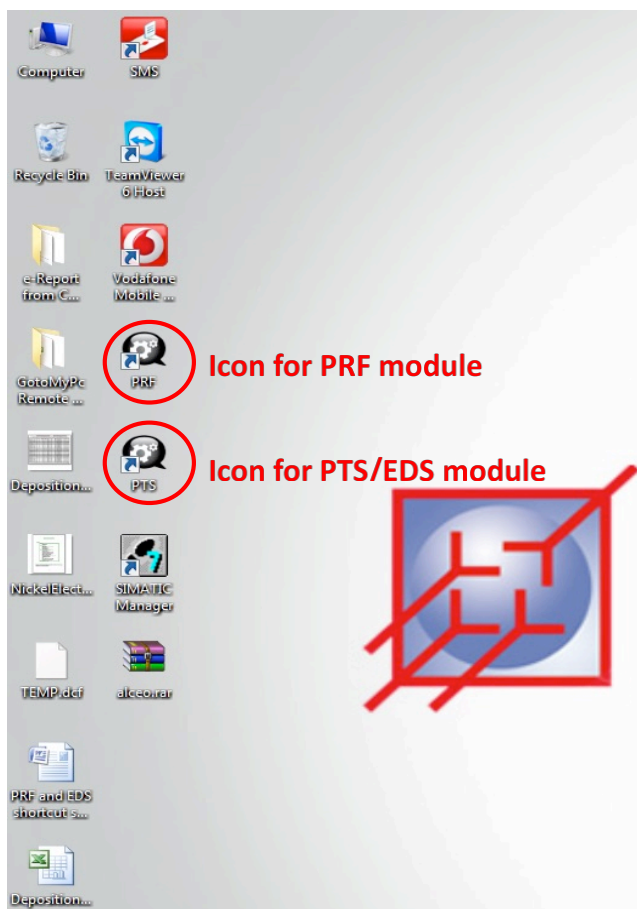 Computer
SMS
Recycle Bin
TeamViewer
6 Host
e-Report
from C...
Vodafone
Mobile ...
GotoMyPc
Remote ...
PRF
Icon for PRF module
Deposition...
PTS
Icon for PTS/EDS module
NickelElect...
SIMATIC
Manager
TEMP.dcf
alceo.rar
PRF and EDS
shortcut s...
Deposition...